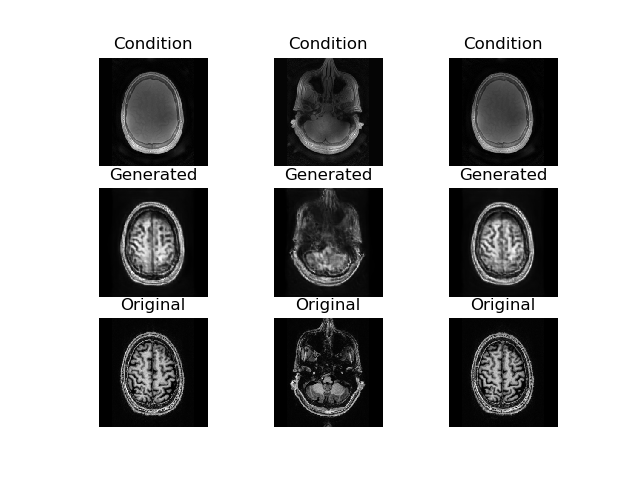 Condition Condition Condition
Generated Generated Generated
Original Original Original